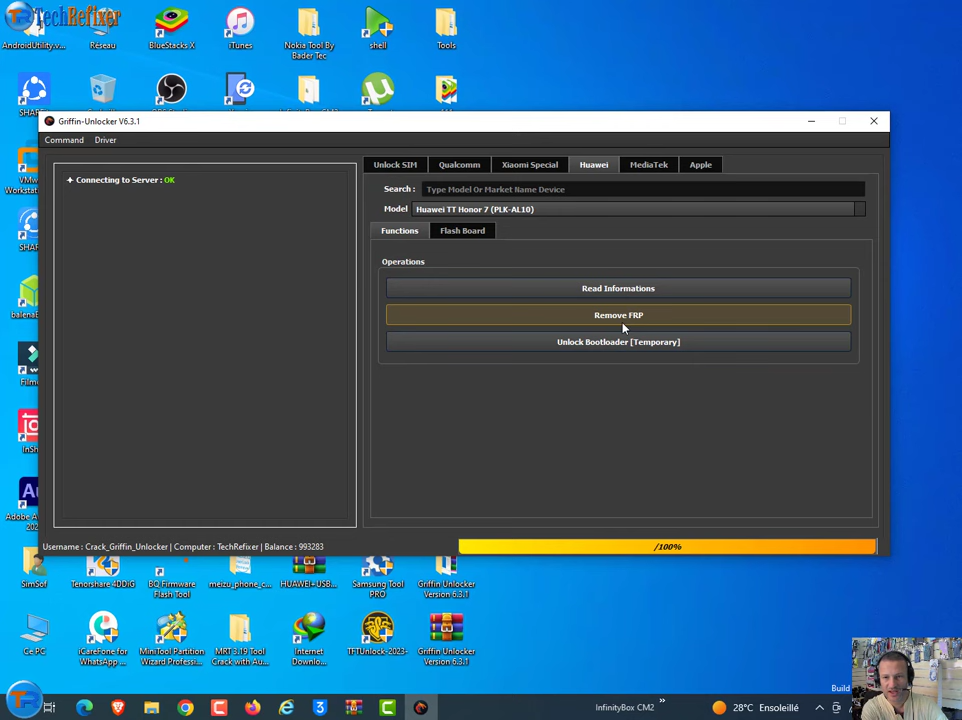 TechRefixer
AndroidUtility.v...
Reseau
BlueStacks X
iTunes
Nokia Tool By
Bader Tec
shell
Tools
Griffin-Unlocker V6.3.1
Command
Driver
✦ Connecting to Server : OK
Unlock SIM
Qualcomm
Xiaomi Special
Huawei
MediaTek
Apple
Search :
Type Model Or Market Name Device
Model
Huawei TT Honor 7 (PLK-AL10)
Functions
Flash Board
Operations
Read Informations
Remove FRP
Unlock Bootloader [Temporary]
Username : Crack_Griffin_Unlocker | Computer : TechRefixer | Balance : 993283
/100%
SimSof
Tenorshare 4DDiG
BQ Firmware
Flash Tool
meizu_phone_c...
HUAWEI+USB...
Samsung Tool
PRO
Griffin Unlocker
Version 6.3.1
Ce PC
iCareFone for
WhatsApp ...
MiniTool Partition
Wizard Professi...
MRT 3.19 Tool
Crack with Au...
Internet
Downlo...
TFTUnlock-2023-
Griffin Unlocker
Version 6.3.1
Build
InfinityBox CM2
28°C Ensoleillé